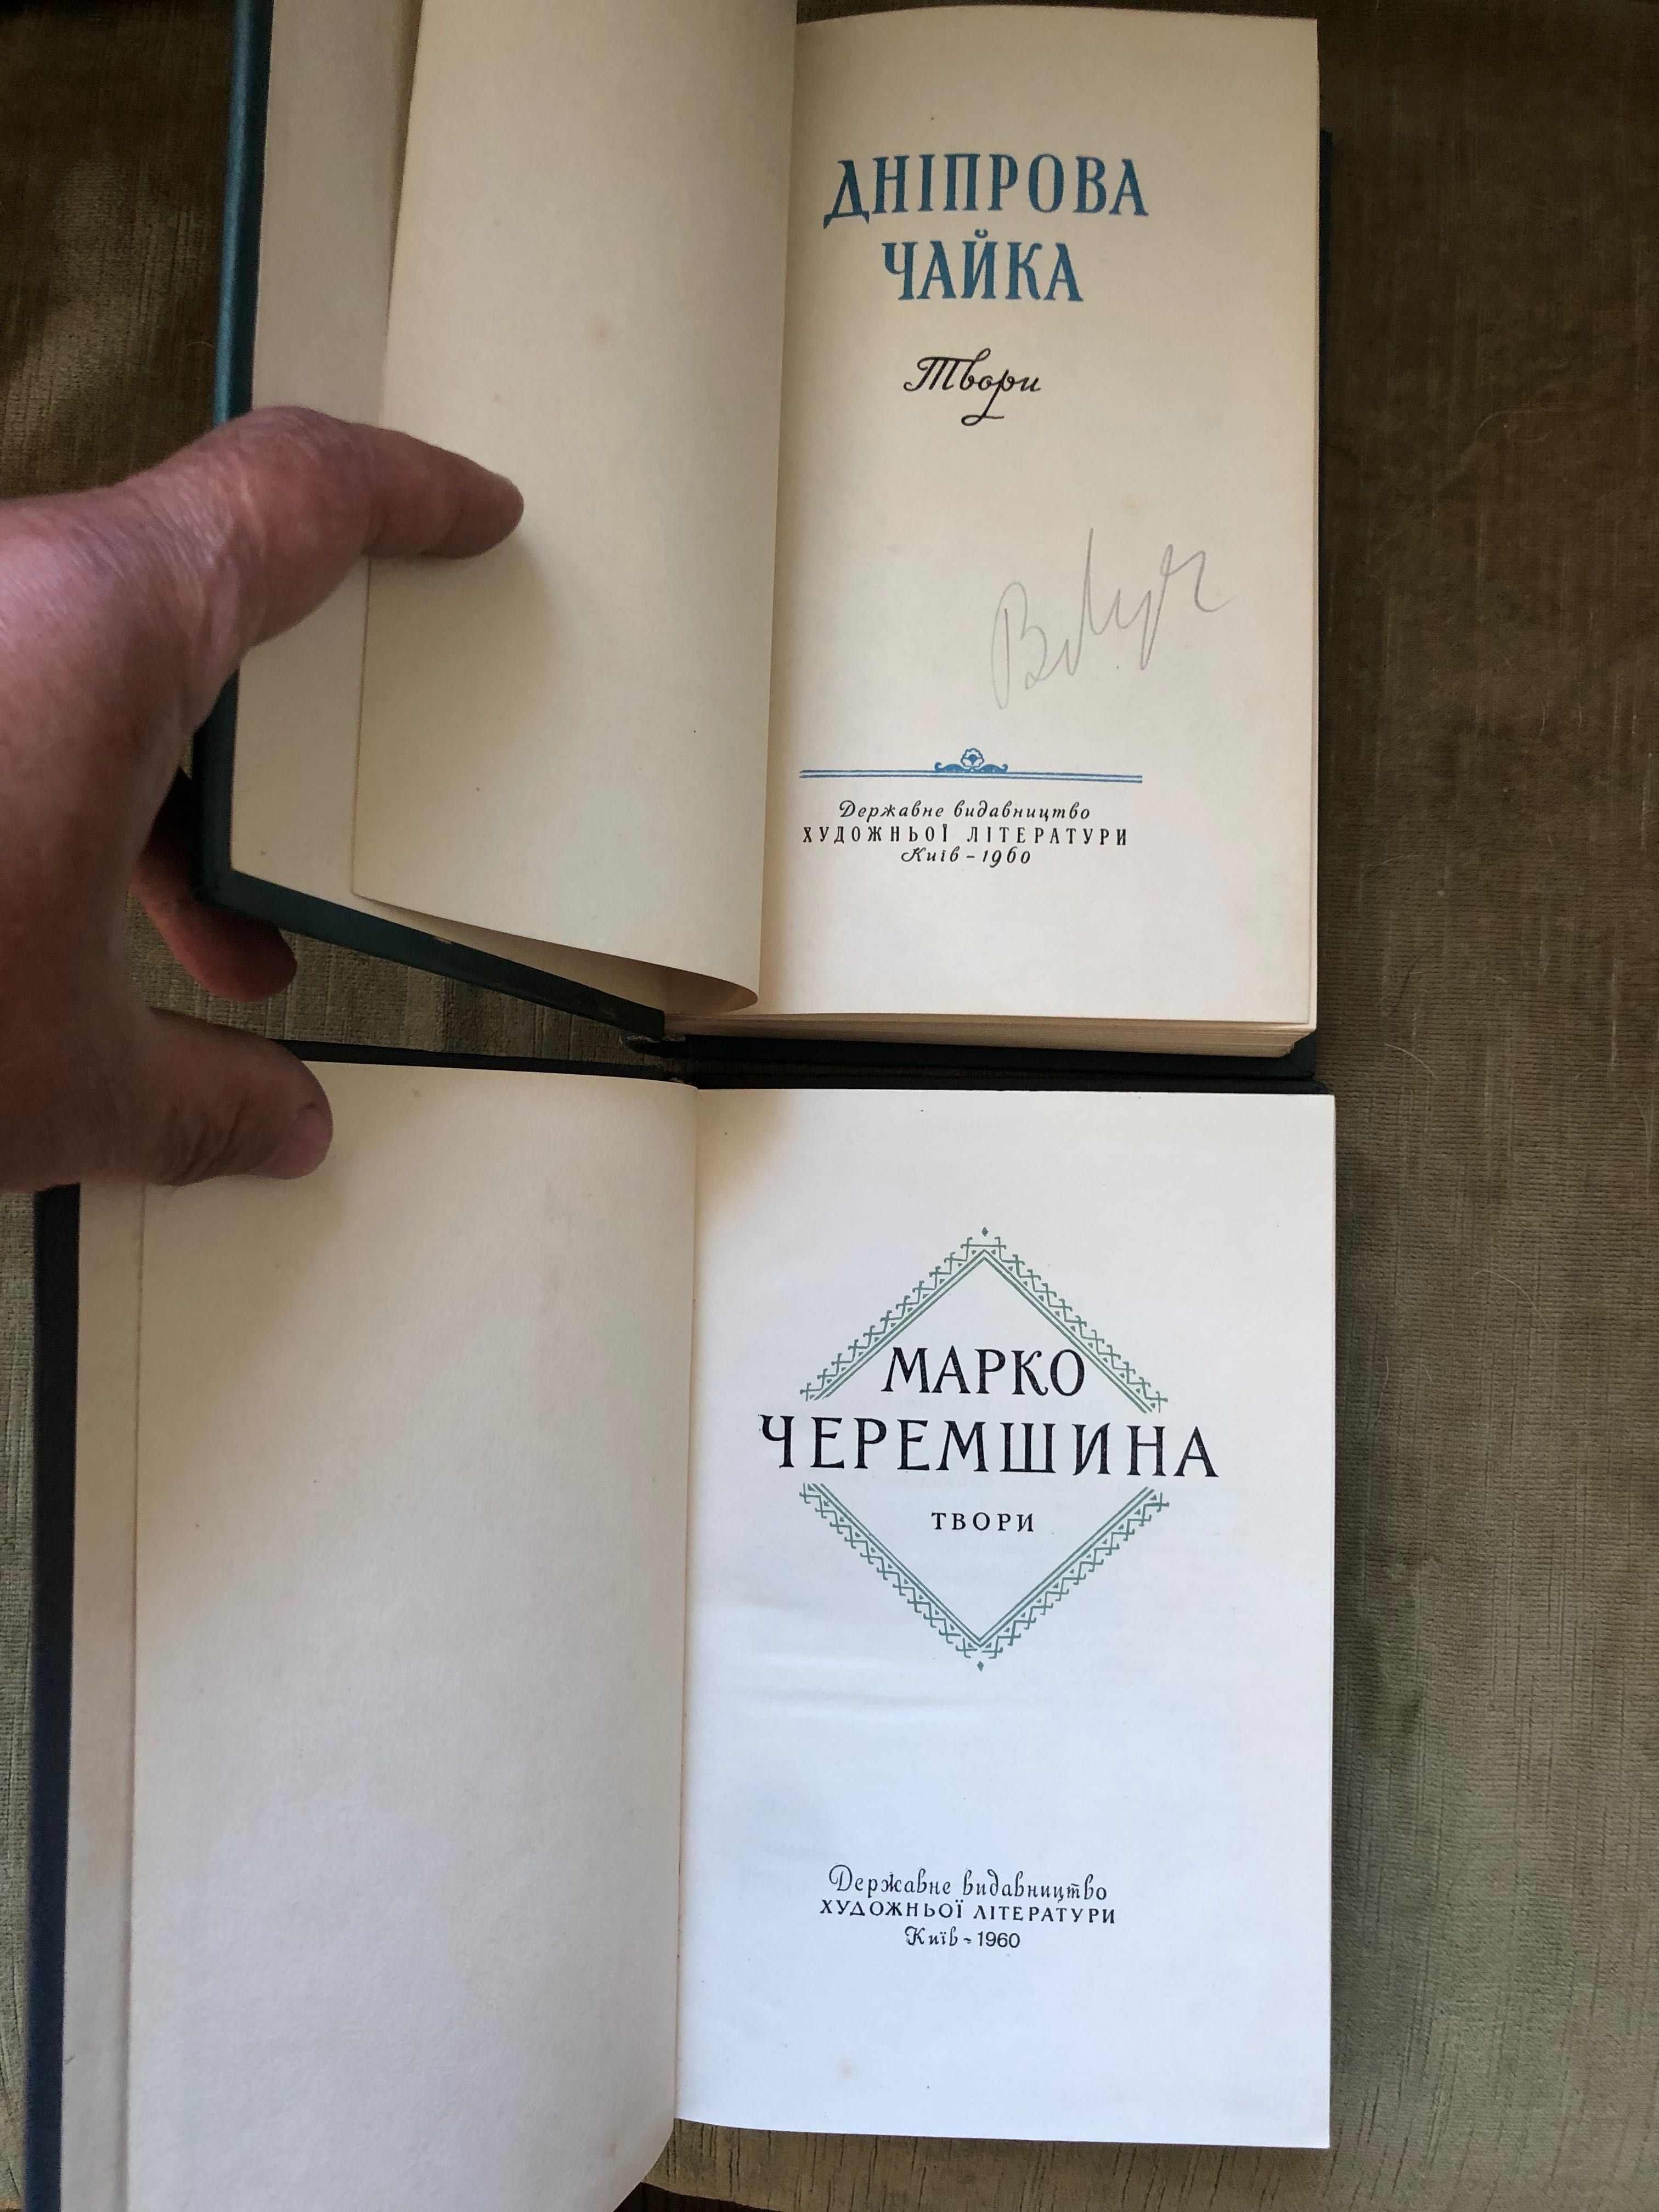 ДНІПРОВА
ЧАЙКА
Твори
Державне видавництво
ХУДОЖНЬОЇ ЛІТЕРАТУРИ
Київ – 1960
МАРКО
ЧЕРЕМШИНА
ТВОРИ
Державне видавництво
ХУДОЖНЬОЇ ЛІТЕРАТУРИ
Київ - 1960